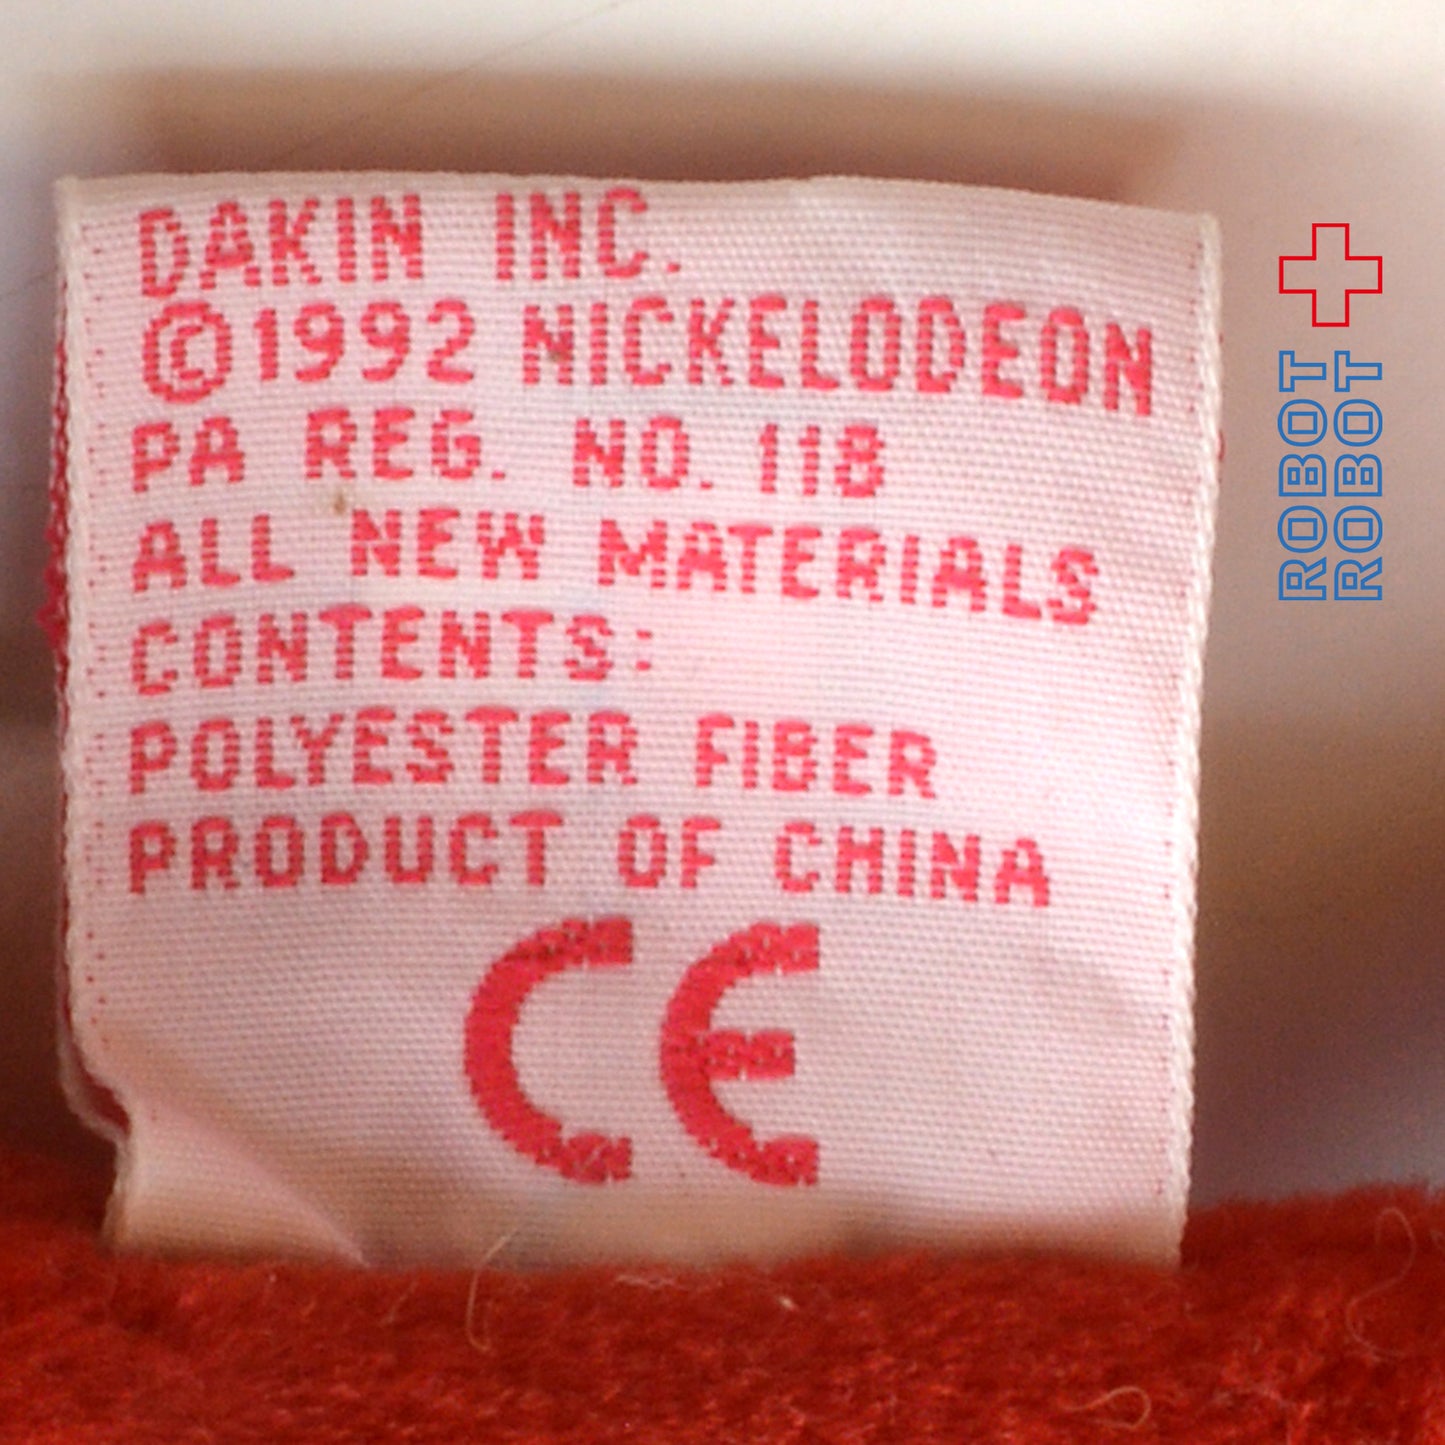 DAKIN INC.
©1992 NICKELODEON
PA REG. NO. 118
ALL NEW MATERIALS
CONTENTS:
POLYESTER FIBER
PRODUCT OF CHINA
CE
ROBOT
ROBOT